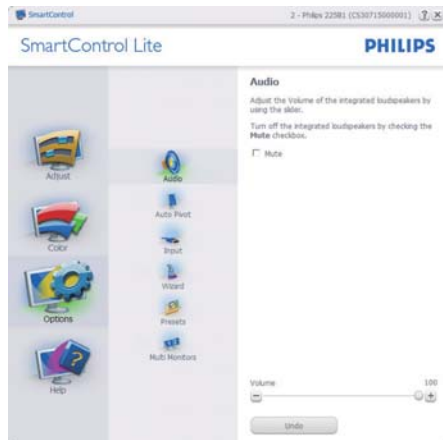 SmartControl
2 - Philips 225B1 (CS30715000001)
SmartControl Lite
PHILIPS
Adjust
Color
Options
Help
Audio
Auto Pivot
Input
Wizard
Presets
Multi Monitors
Audio
Adjust the Volume of the integrated loudspeakers by
using the slider.
Turn off the integrated loudspeakers by checking the
Mute checkbox.
Mute
Volume 100
Undo